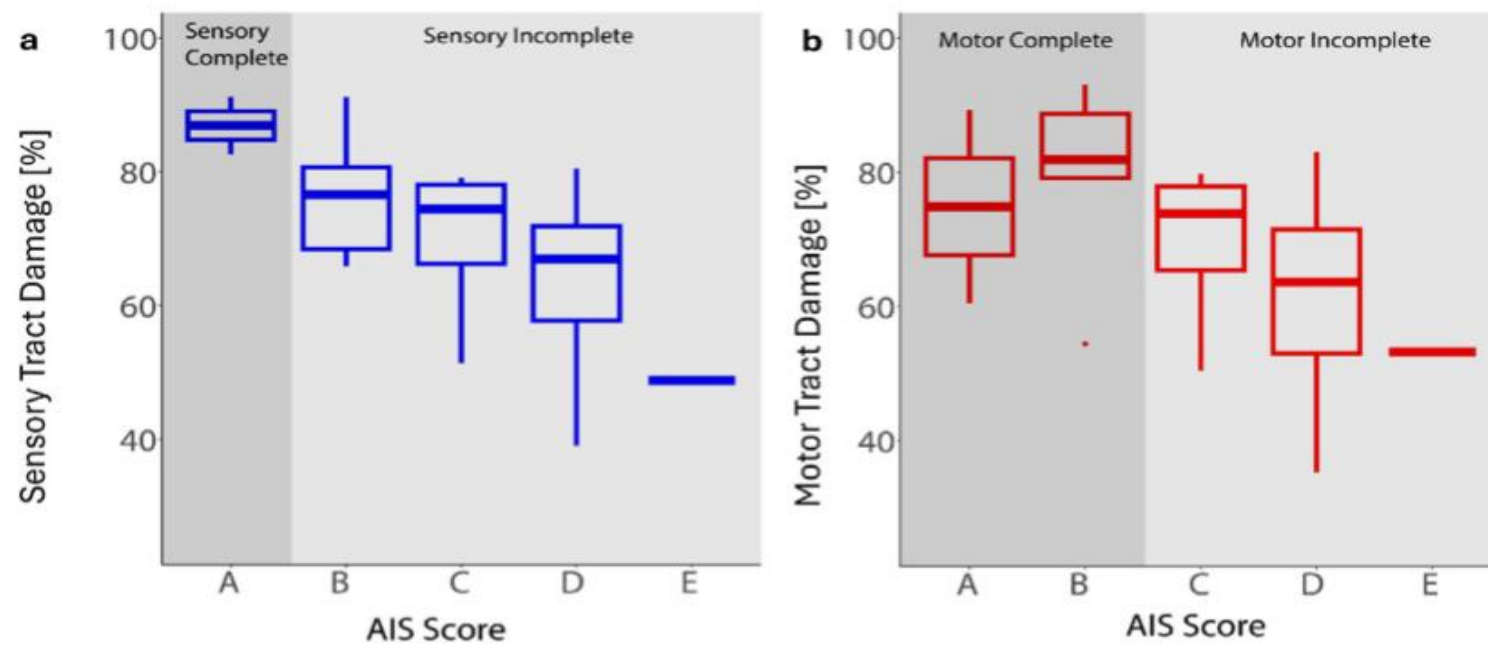 a
Sensory Tract Damage [%]
100
80
60
40
Sensory
Complete
Sensory Incomplete
A B C D E
AIS Score
b
Motor Tract Damage [%]
100
80
60
40
Motor Complete
Motor Incomplete
A B C D E
AIS Score